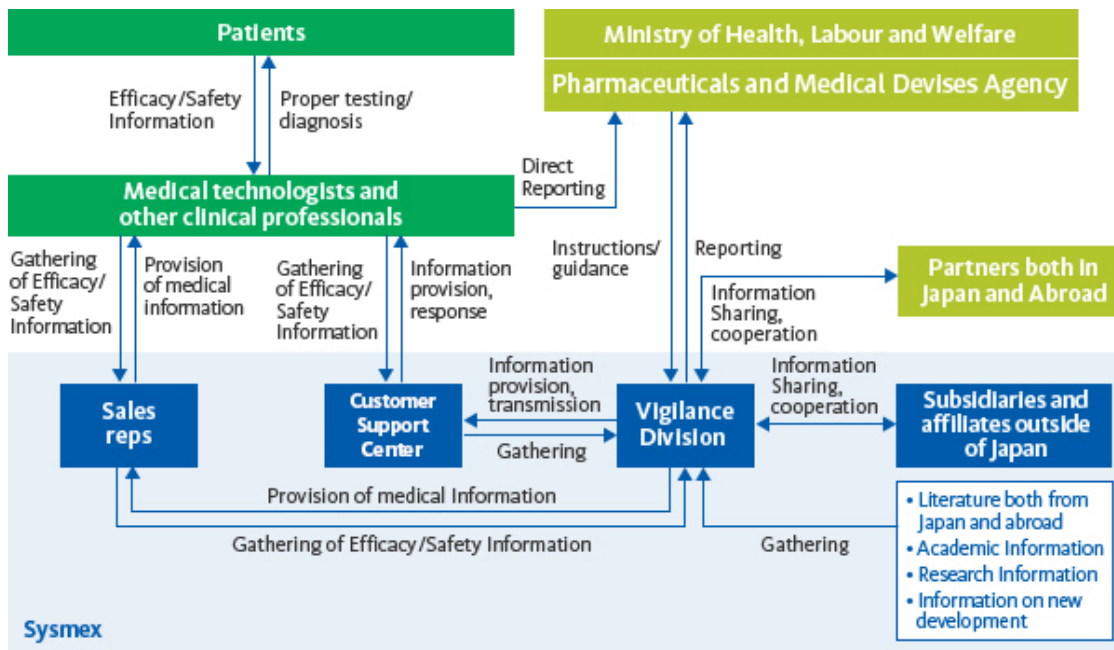 Patients
Ministry of Health, Labour and Welfare
Pharmaceuticals and Medical Devises Agency
Efficacy/Safety
Information
Proper testing/
diagnosis
Direct
Reporting
Medical technologists and
other clinical professionals
Gathering
of Efficacy/
Safety
Information
Provision
of medical
information
Gathering
of Efficacy/
Safety
Information
Information
provision,
response
Instructions/
guidance
Reporting
Information
Sharing,
cooperation
Partners both in
Japan and Abroad
Sales
reps
Customer
Support
Center
Information
provision,
transmission
Gathering
Vigilance
Division
Information
Sharing,
cooperation
Subsidiaries and
affiliates outside
of Japan
Provision of medical Information
Gathering of Efficacy/Safety Information
Gathering
• Literature both from
Japan and abroad
• Academic Information
• Research Information
• Information on new
development
Sysmex